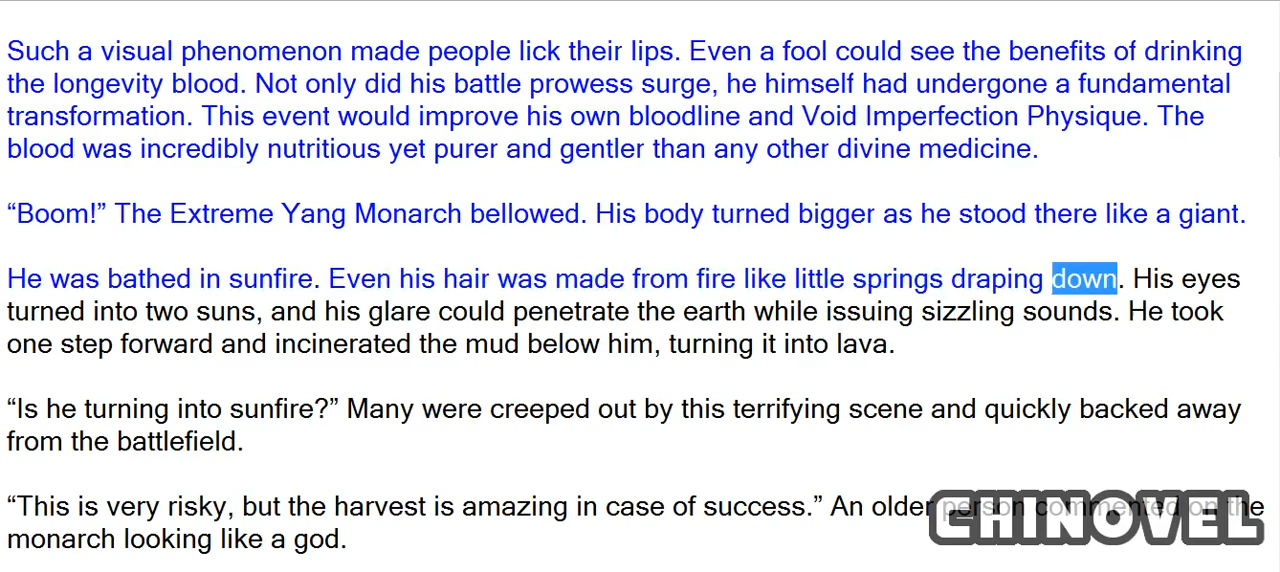 Such a visual phenomenon made people lick their lips. Even a fool could see the benefits of drinking
the longevity blood. Not only did his battle prowess surge, he himself had undergone a fundamental
transformation. This event would improve his own bloodline and Void Imperfection Physique. The
blood was incredibly nutritious yet purer and gentler than any other divine medicine.
“Boom!” The Extreme Yang Monarch bellowed. His body turned bigger as he stood there like a giant.
He was bathed in sunfire. Even his hair was made from fire like little springs draping down. His eyes
turned into two suns, and his glare could penetrate the earth while issuing sizzling sounds. He took
one step forward and incinerated the mud below him, turning it into lava.
“Is he turning into sunfire?” Many were creeped out by this terrifying scene and quickly backed away
from the battlefield.
“This is very risky, but the harvest is amazing in case of success.” An older person commented on the
monarch looking like a god.
CHINOVEL